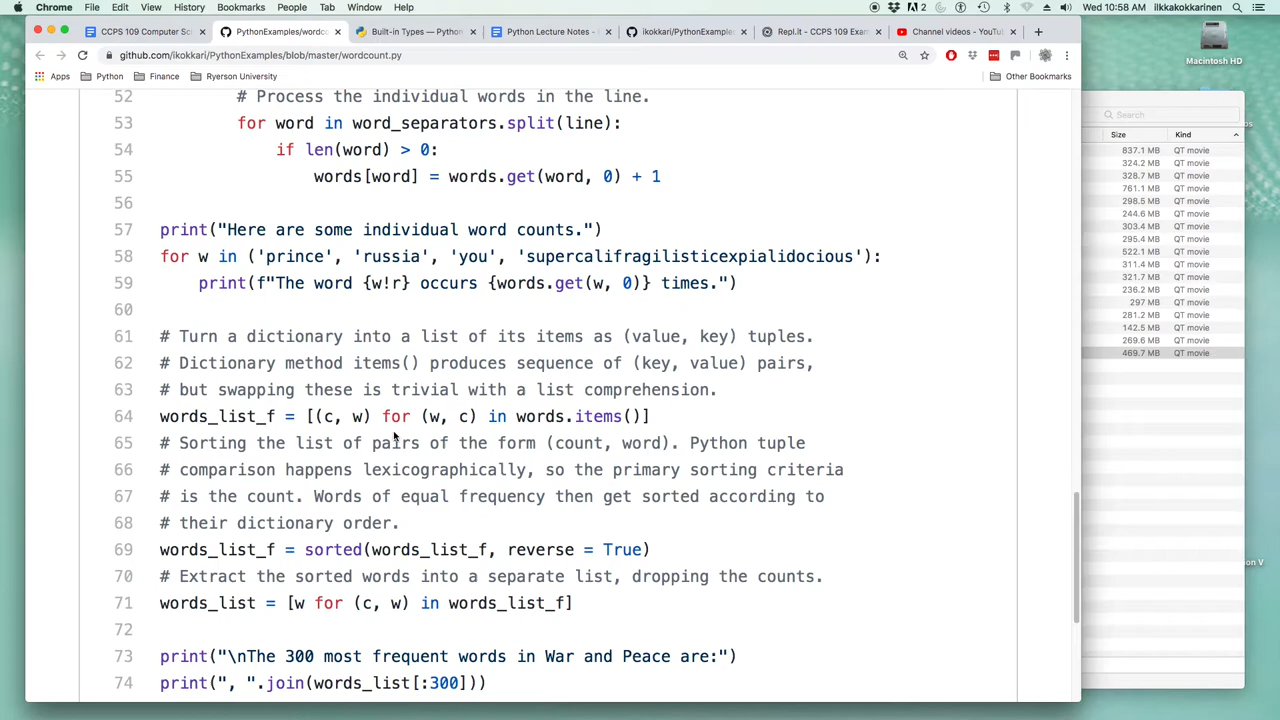 Chrome File Edit View History Bookmarks People Tab Window Help 2 Wed 10:58 AM ilkkakokkarinen
CCPS 109 Computer Sci PythonExamples/wordco Built-in Types — Python Python Lecture Notes - ikokkari/PythonExamples Repl.it - CCPS 109 Exam Channel videos - YouTu
github.com/ikokkari/PythonExamples/blob/master/wordcount.py
Apps Python Finance Ryerson University Other Bookmarks
52 # Process the individual words in the line.
53 for word in word_separators.split(line):
54 if len(word) > 0:
55 words[word] = words.get(word, 0) + 1
56
57 print("Here are some individual word counts.")
58 for w in ('prince', 'russia', 'you', 'supercalifragilisticexpialidocious'):
59 print(f"The word {w!r} occurs {words.get(w, 0)} times.")
60
61 # Turn a dictionary into a list of its items as (value, key) tuples.
62 # Dictionary method items() produces sequence of (key, value) pairs,
63 # but swapping these is trivial with a list comprehension.
64 words_list_f = [(c, w) for (w, c) in words.items()]
65 # Sorting the list of pairs of the form (count, word). Python tuple
66 # comparison happens lexicographically, so the primary sorting criteria
67 # is the count. Words of equal frequency then get sorted according to
68 # their dictionary order.
69 words_list_f = sorted(words_list_f, reverse = True)
70 # Extract the sorted words into a separate list, dropping the counts.
71 words_list = [w for (c, w) in words_list_f]
72
73 print("\nThe 300 most frequent words in War and Peace are:")
74 print(", ".join(words_list[:300]))
Macintosh HD
Search
Size Kind
837.1 MB QT movie
324.2 MB QT movie
328.7 MB QT movie
761.1 MB QT movie
298.5 MB QT movie
244.6 MB QT movie
303.4 MB QT movie
295.4 MB QT movie
522.1 MB QT movie
311.4 MB QT movie
321.7 MB QT movie
236.2 MB QT movie
297 MB QT movie
281.2 MB QT movie
142.5 MB QT movie
269.6 MB QT movie
469.7 MB QT movie